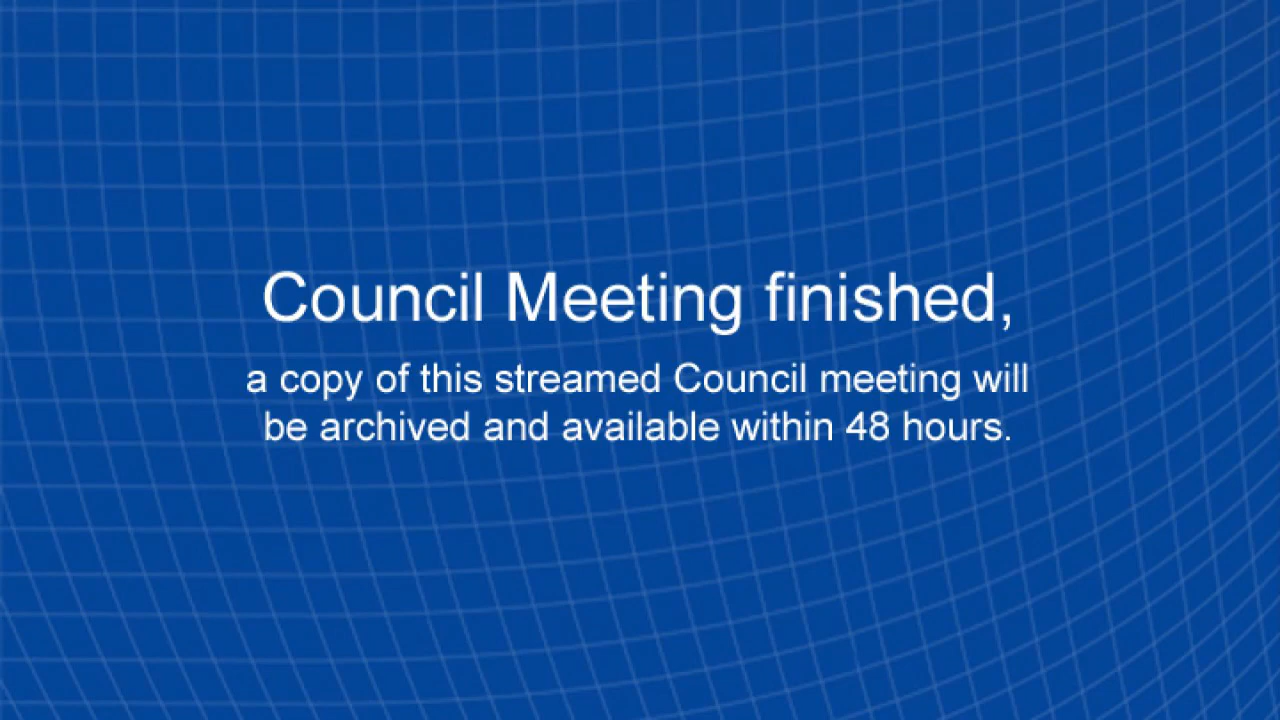 Council Meeting finished,
a copy of this streamed Council meeting will
be archived and available within 48 hours.